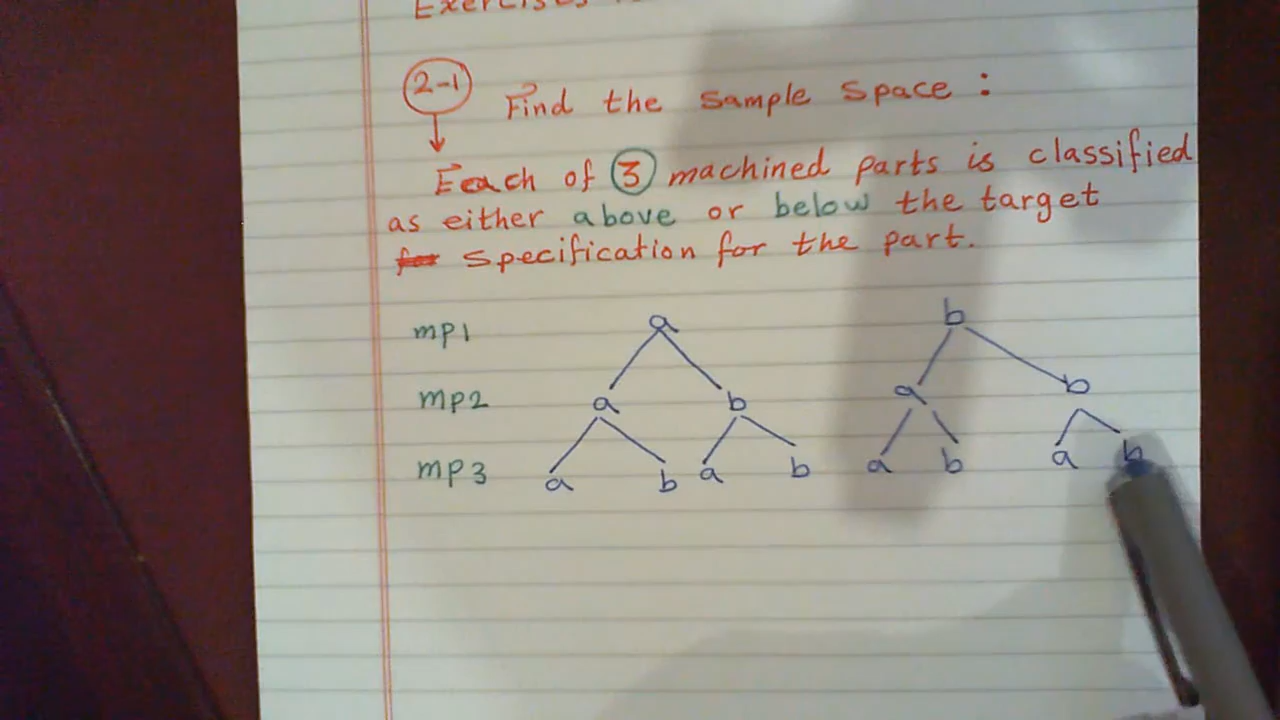 Exercises
2-1 Find the Sample Space:
Each of 3 machined parts is classified
as either above or below the target
specification for the part.
mp1 a b
mp2 a b a b
mp3 a b a b a b a b